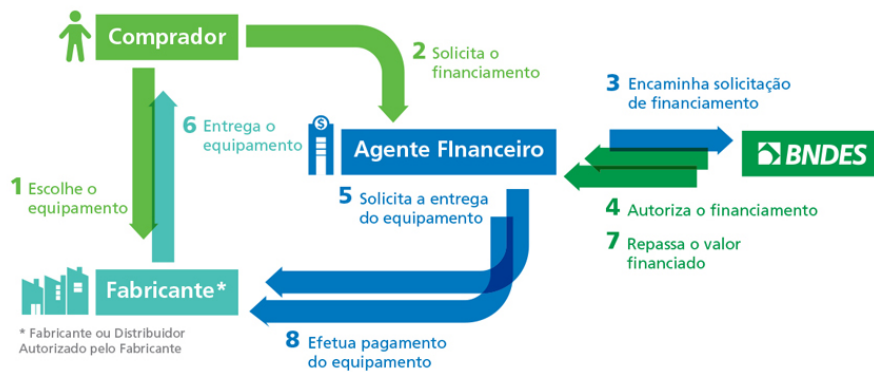 Comprador
2 Solicita o
financiamento
3 Encaminha solicitação
de financiamento
6 Entrega o
equipamento
$
Agente FInanceiro
BNDES
1 Escolhe o
equipamento
5 Solicita a entrega
do equipamento
4 Autoriza o financiamento
7 Repassa o valor
financiado
Fabricante*
* Fabricante ou Distribuidor
Autorizado pelo Fabricante
8 Efetua pagamento
do equipamento